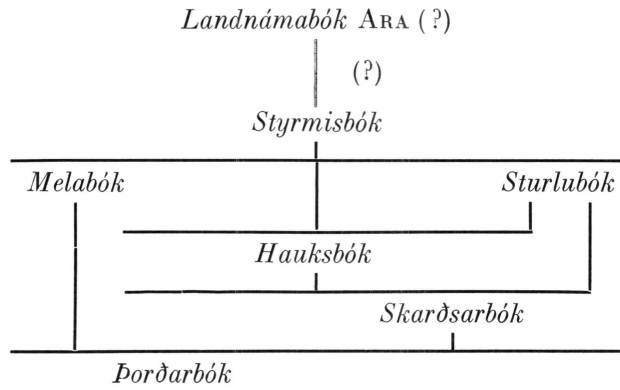 Landnámabók ARA (?)
(?)
Styrmisbók
Melabók Sturlubók
Hauksbók
Skarðsarbók
Þorðarbók